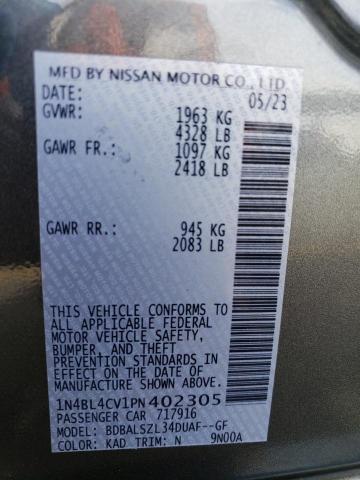 MFD BY NISSAN MOTOR CO., LTD.
DATE: 05/23
GVWR: 1963 KG
4328 LB
GAWR FR.: 1097 KG
2418 LB
GAWR RR.: 945 KG
2083 LB
THIS VEHICLE CONFORMS TO
ALL APPLICABLE FEDERAL
MOTOR VEHICLE SAFETY,
BUMPER, AND THEFT
PREVENTION STANDARDS IN
EFFECT ON THE DATE OF
MANUFACTURE SHOWN ABOVE.
1N4BL4CV1PN402305
PASSENGER CAR 717916
MODEL: BDBALSZL34DUAF--GF
COLOR: KAD TRIM: N 9N00A